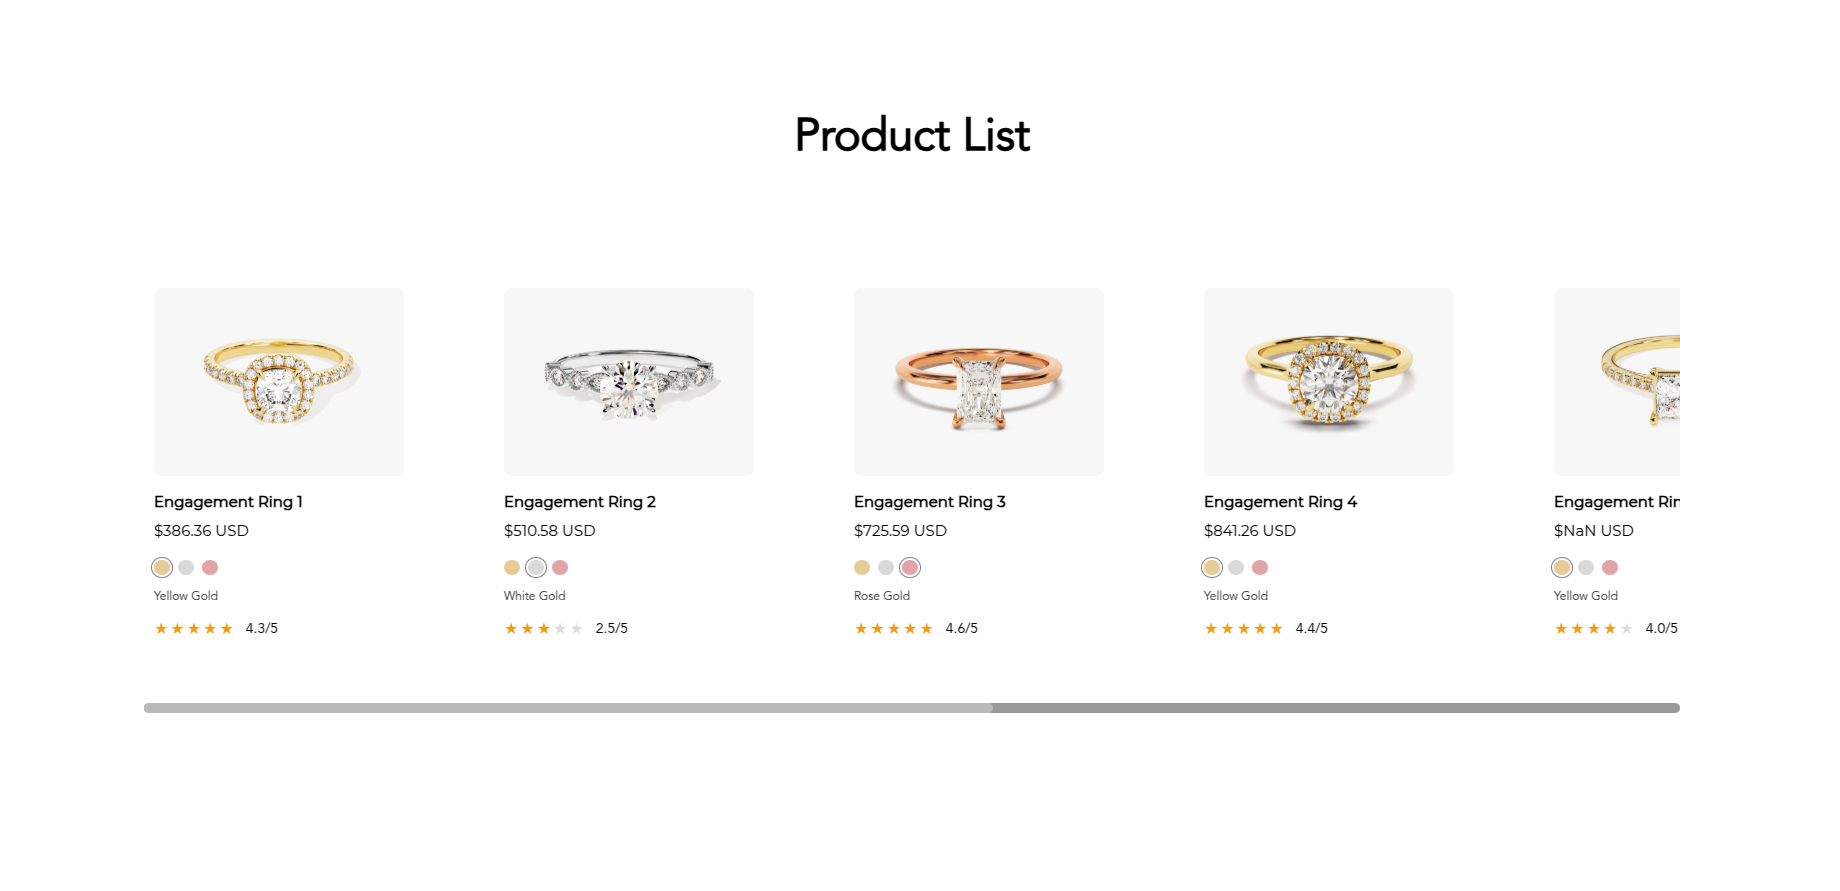 Product List
Engagement Ring 1
$386.36 USD
Yellow Gold
4.3/5
Engagement Ring 2
$510.58 USD
White Gold
2.5/5
Engagement Ring 3
$725.59 USD
Rose Gold
4.6/5
Engagement Ring 4
$841.26 USD
Yellow Gold
4.4/5
Engagement Rin
$NaN USD
Yellow Gold
4.0/5